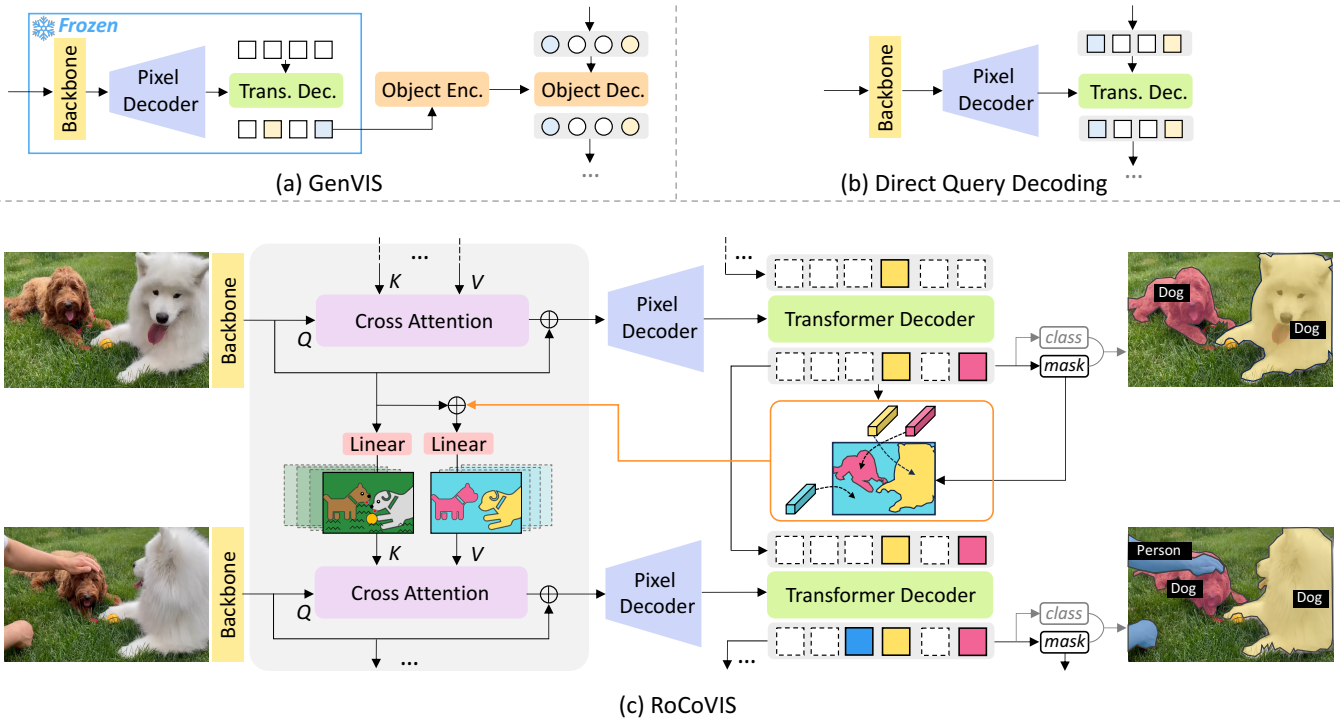 Frozen
Backbone
Pixel
Decoder
Trans. Dec.
Object Enc.
Object Dec.
...
(a) GenVIS
Backbone
Pixel
Decoder
Trans. Dec.
...
(b) Direct Query Decoding
Backbone
...
K
V
Q
Cross Attention
Pixel
Decoder
...
Transformer Decoder
class
mask
Dog
Dog
Linear
Linear
Backbone
K
V
Q
Cross Attention
...
Pixel
Decoder
Transformer Decoder
...
class
mask
Person
Dog
Dog
(c) RoCoVIS